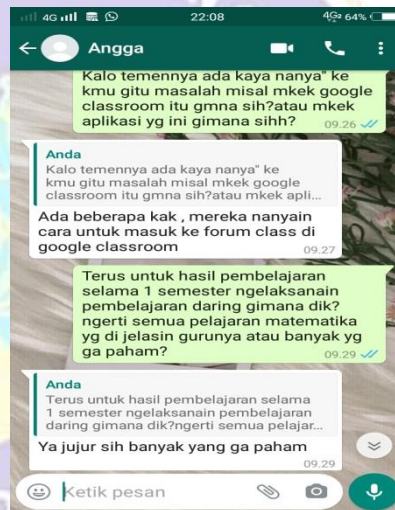 4G 22:08 4G 64%
Angga
Kalo temennya ada kaya nanya" ke
kmu gitu masalah misal mkek google
classroom itu gmna sih?atau mkek
aplikasi yg ini gimana sihh?
09.26
Anda
Kalo temennya ada kaya nanya" ke
kmu gitu masalah misal mkek google
classroom itu gmna sih?atau mkek apli...
Ada beberapa kak , mereka nanyain
cara untuk masuk ke forum class di
google classroom
09.27
Terus untuk hasil pembelajaran
selama 1 semester ngelaksanain
pembelajaran daring gimana dik?
ngerti semua pelajaran matematika
yg di jelasin gurunya atau banyak yg
ga paham?
09.29
Anda
Terus untuk hasil pembelajaran selama
1 semester ngelaksanain pembelajaran
daring gimana dik?ngerti semua pelajar...
Ya jujur sih banyak yang ga paham
09.29
Ketik pesan